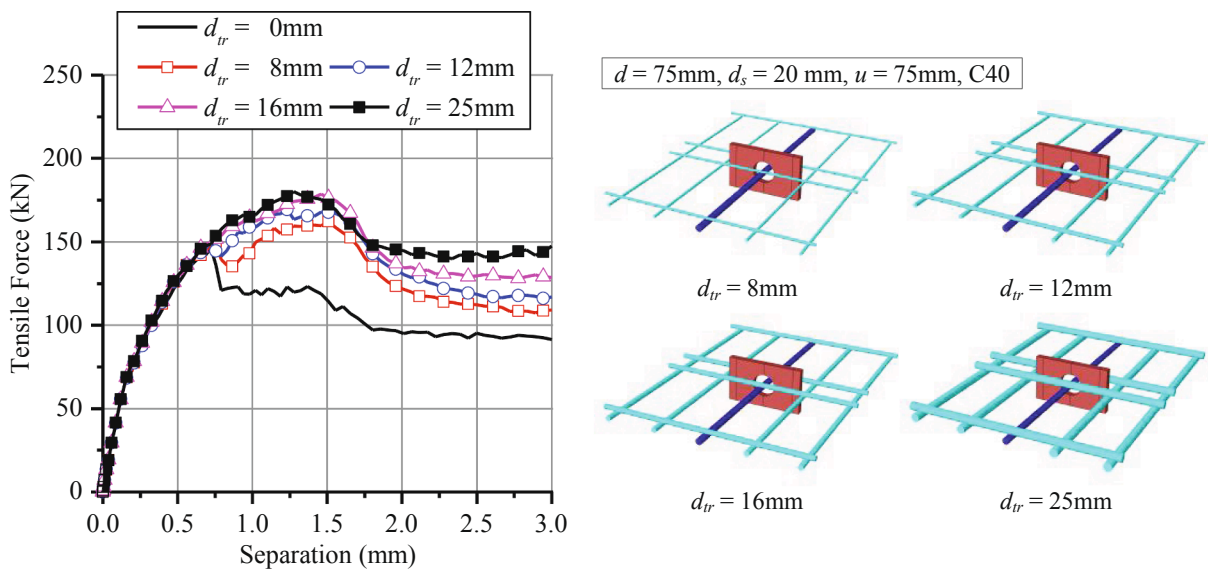 d_tr = 0mm
d_tr = 8mm
d_tr = 12mm
d_tr = 16mm
d_tr = 25mm
250
200
150
100
50
0
Tensile Force (kN)
0.0 0.5 1.0 1.5 2.0 2.5 3.0
Separation (mm)
d = 75mm, d_s = 20 mm, u = 75mm, C40
d_tr = 8mm
d_tr = 12mm
d_tr = 16mm
d_tr = 25mm